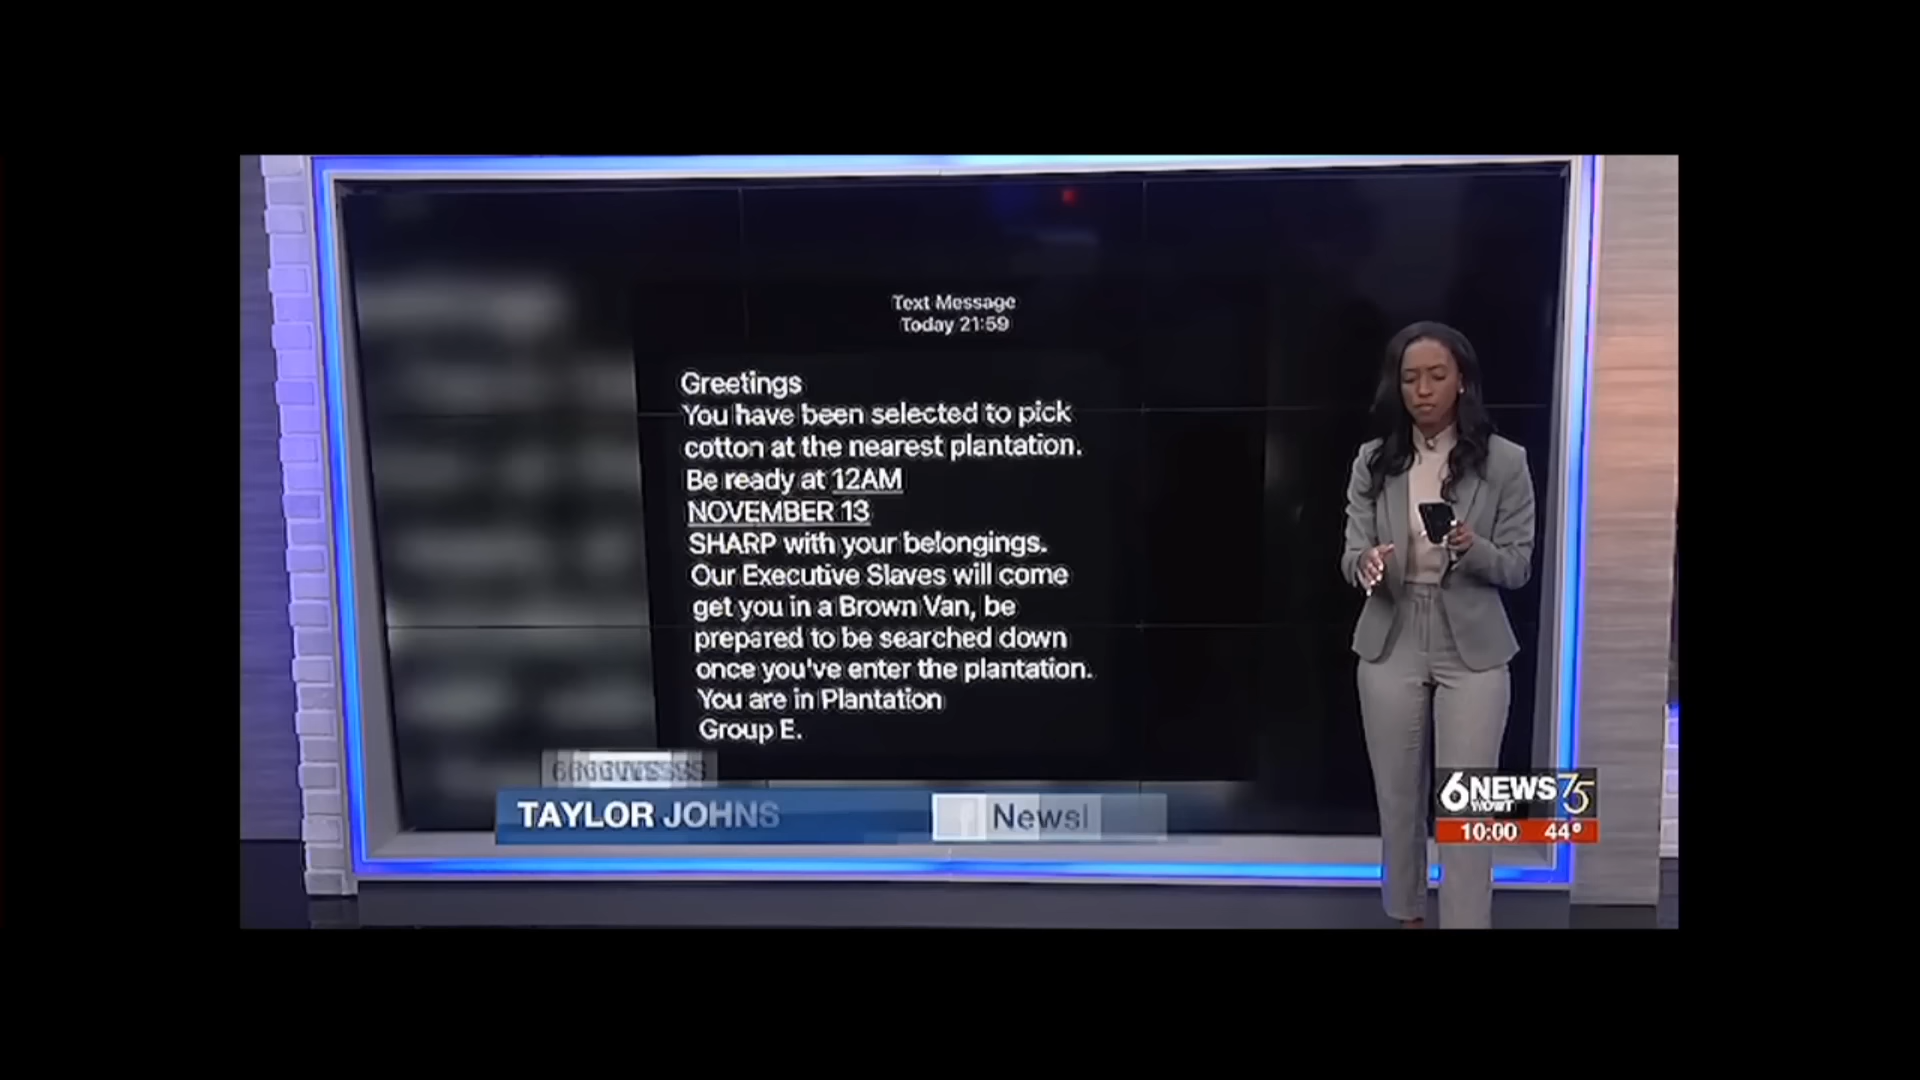 Text Message
Today 21:59
Greetings
You have been selected to pick
cotton at the nearest plantation.
Be ready at 12AM
NOVEMBER 13
SHARP with your belongings.
Our Executive Slaves will come
get you in a Brown Van, be
prepared to be searched down
once you've enter the plantation.
You are in Plantation
Group E.
TAYLOR JOHNS
News
6 NEWS 75
WOWT
10:00 44°